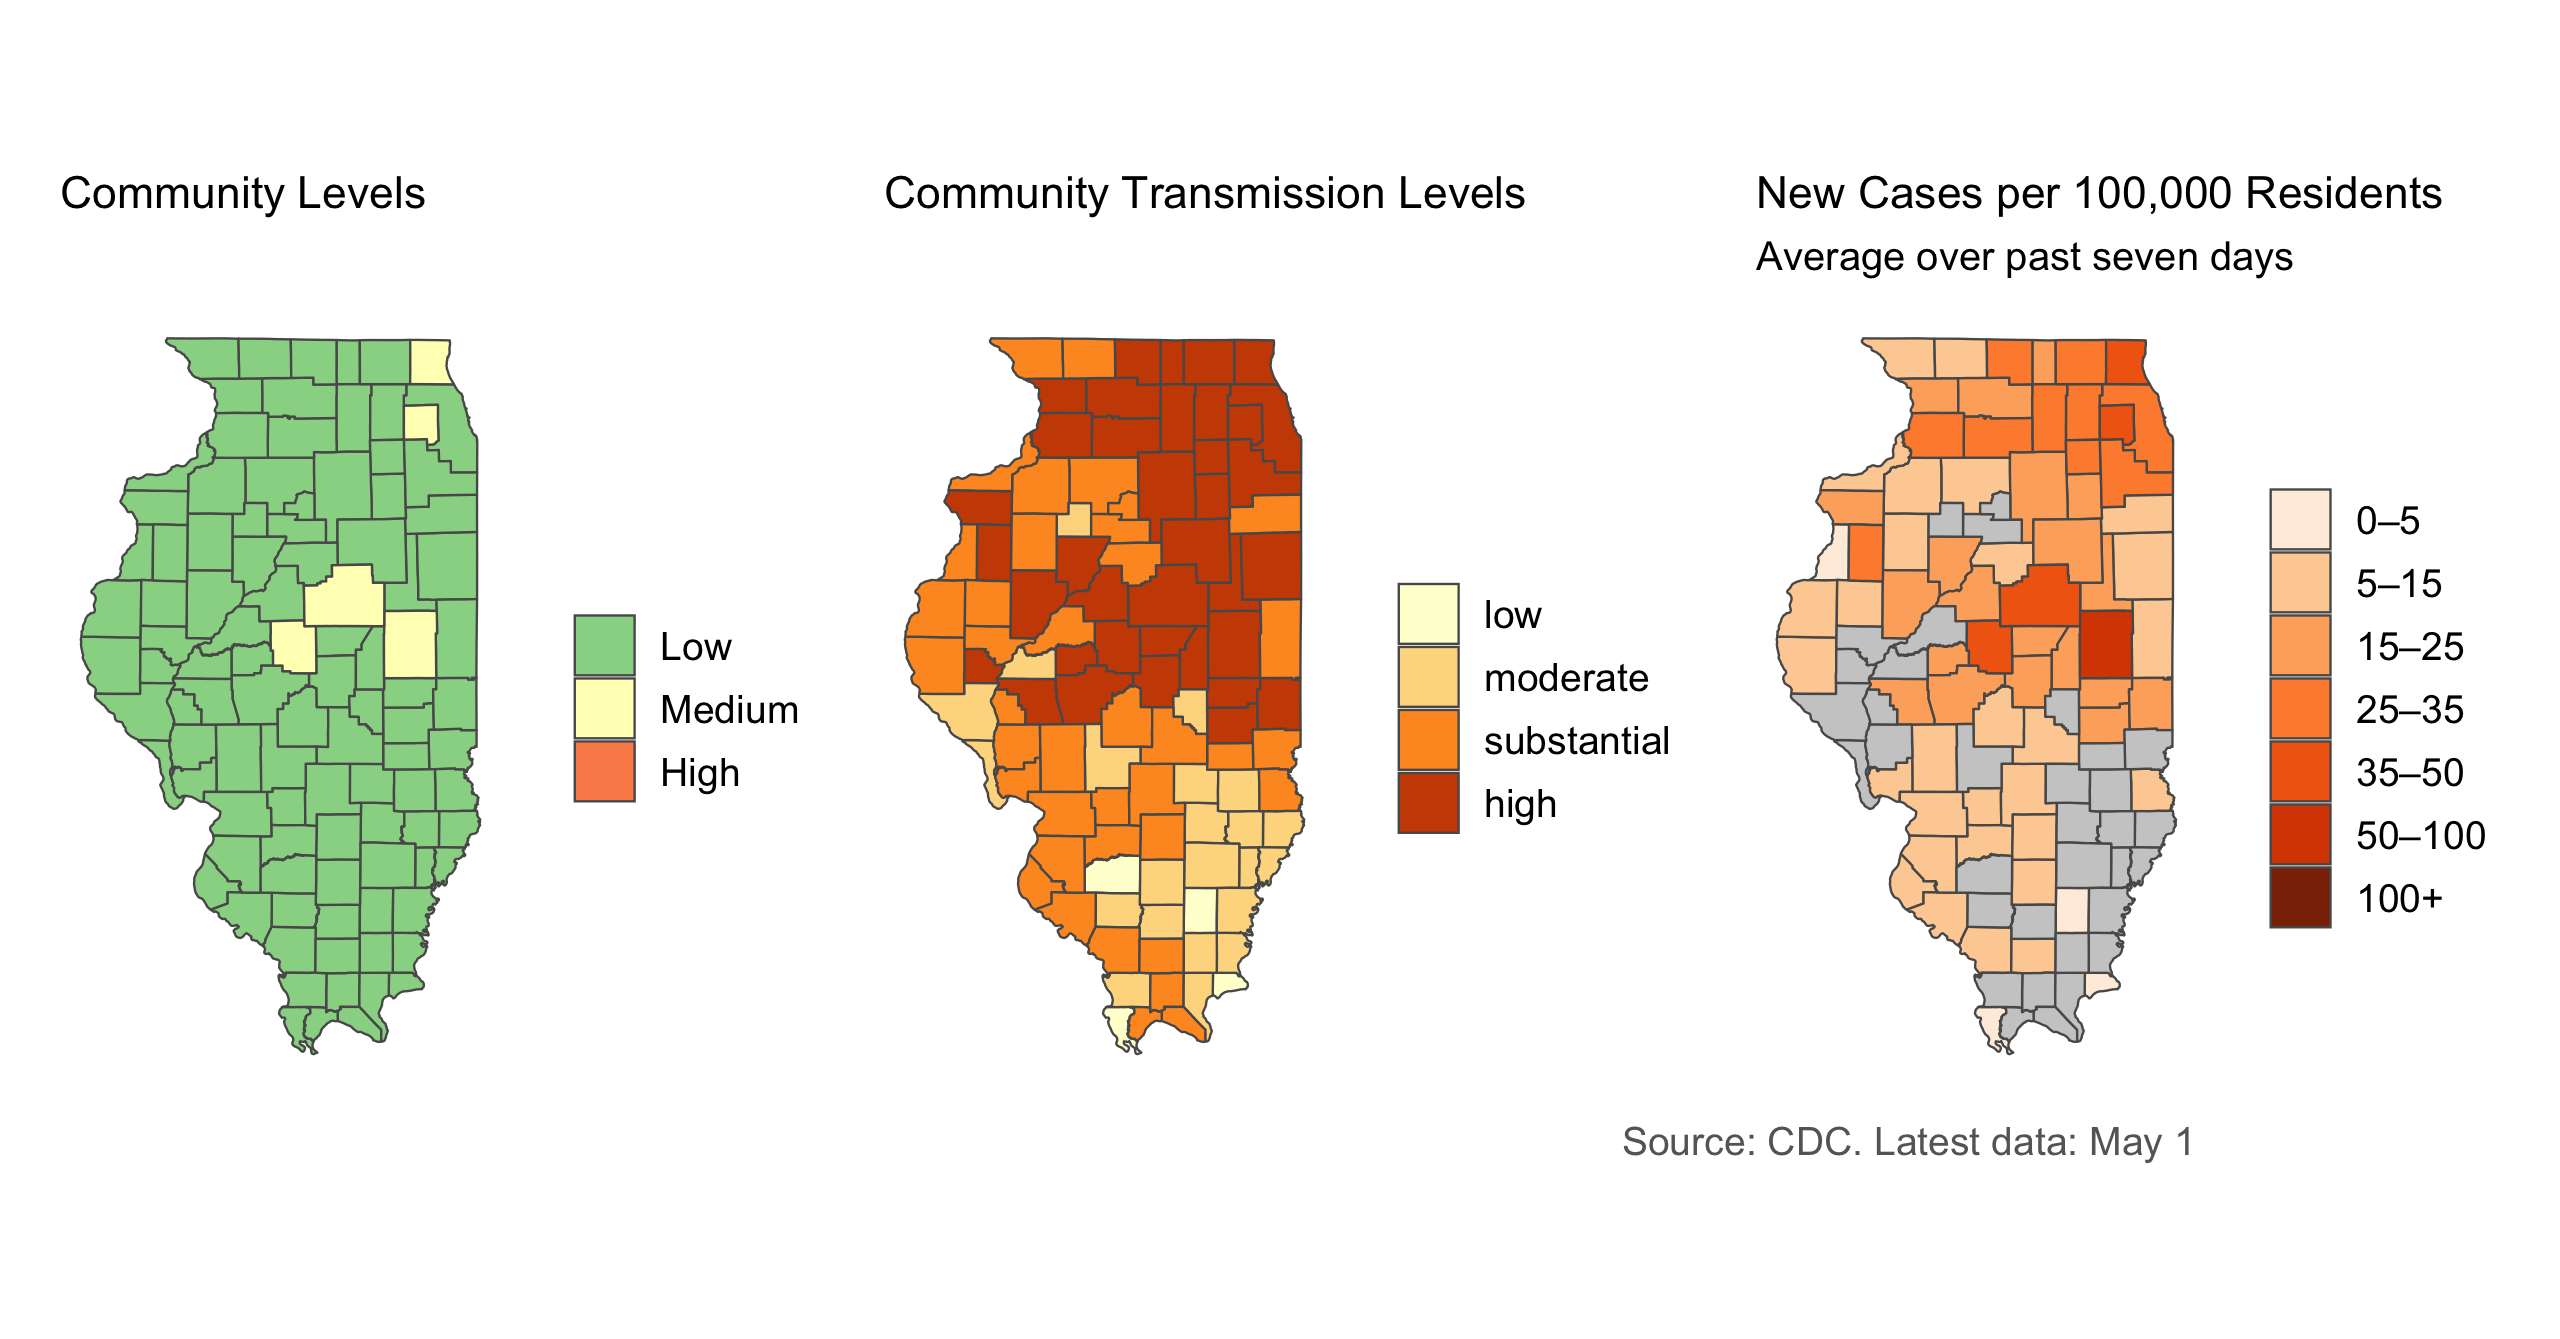 Community Levels
Low
Medium
High
Community Transmission Levels
low
moderate
substantial
high
New Cases per 100,000 Residents
Average over past seven days
0–5
5–15
15–25
25–35
35–50
50–100
100+
Source: CDC. Latest data: May 1